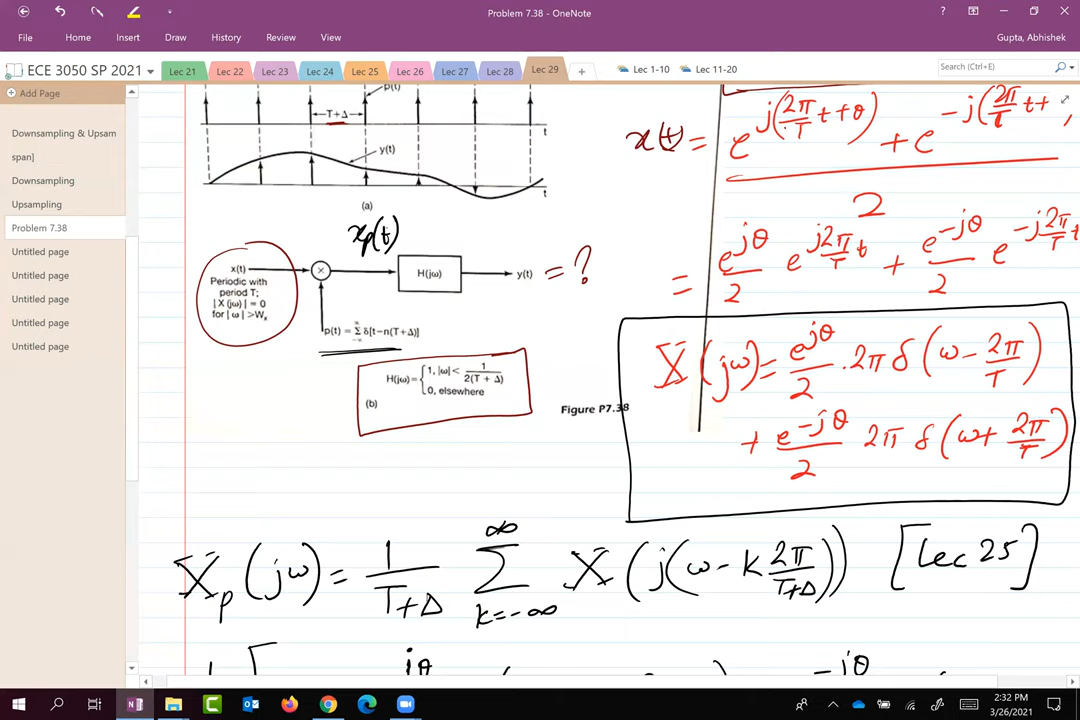 Problem 7.38 - OneNote
File Home Insert Draw History Review View Gupta, Abhishek
ECE 3050 SP 2021 Lec 21 Lec 22 Lec 23 Lec 24 Lec 25 Lec 26 Lec 27 Lec 28 Lec 29 Lec 1-10 Lec 11-20 Search (Ctrl+E)
Add Page
Downsampling & Upsam
span]
Downsampling
Upsampling
Problem 7.38
Untitled page
Untitled page
Untitled page
Untitled page
Untitled page
p(t)
T+Δ
t
y(t)
t
(a)
x_p(t)
x(t)
Periodic with
period T;
|X(jω)| = 0
for |ω| > W_x
×
H(jω)
y(t) = ?
p(t) = Σ δ[t-n(T+Δ)]
H(jω) = { 1, |ω| < 1/2(T + Δ)
0, elsewhere
(b)
Figure P7.38
x(t) = e^{j(2π/T t+θ)} + e^{-j(2π/T t+
2
= e^{jθ}/2 e^{j2π/T t} + e^{-jθ}/2 e^{-j2π/T t}
X(jω) = e^{jθ}/2 . 2π δ(ω - 2π/T)
+ e^{-jθ}/2 2π δ(ω + 2π/T)
X_p(jω) = 1/T+Δ Σ_{k=-∞}^{∞} X(j(ω - k 2π/T+Δ)) [Lec 25]
2:32 PM
3/26/2021